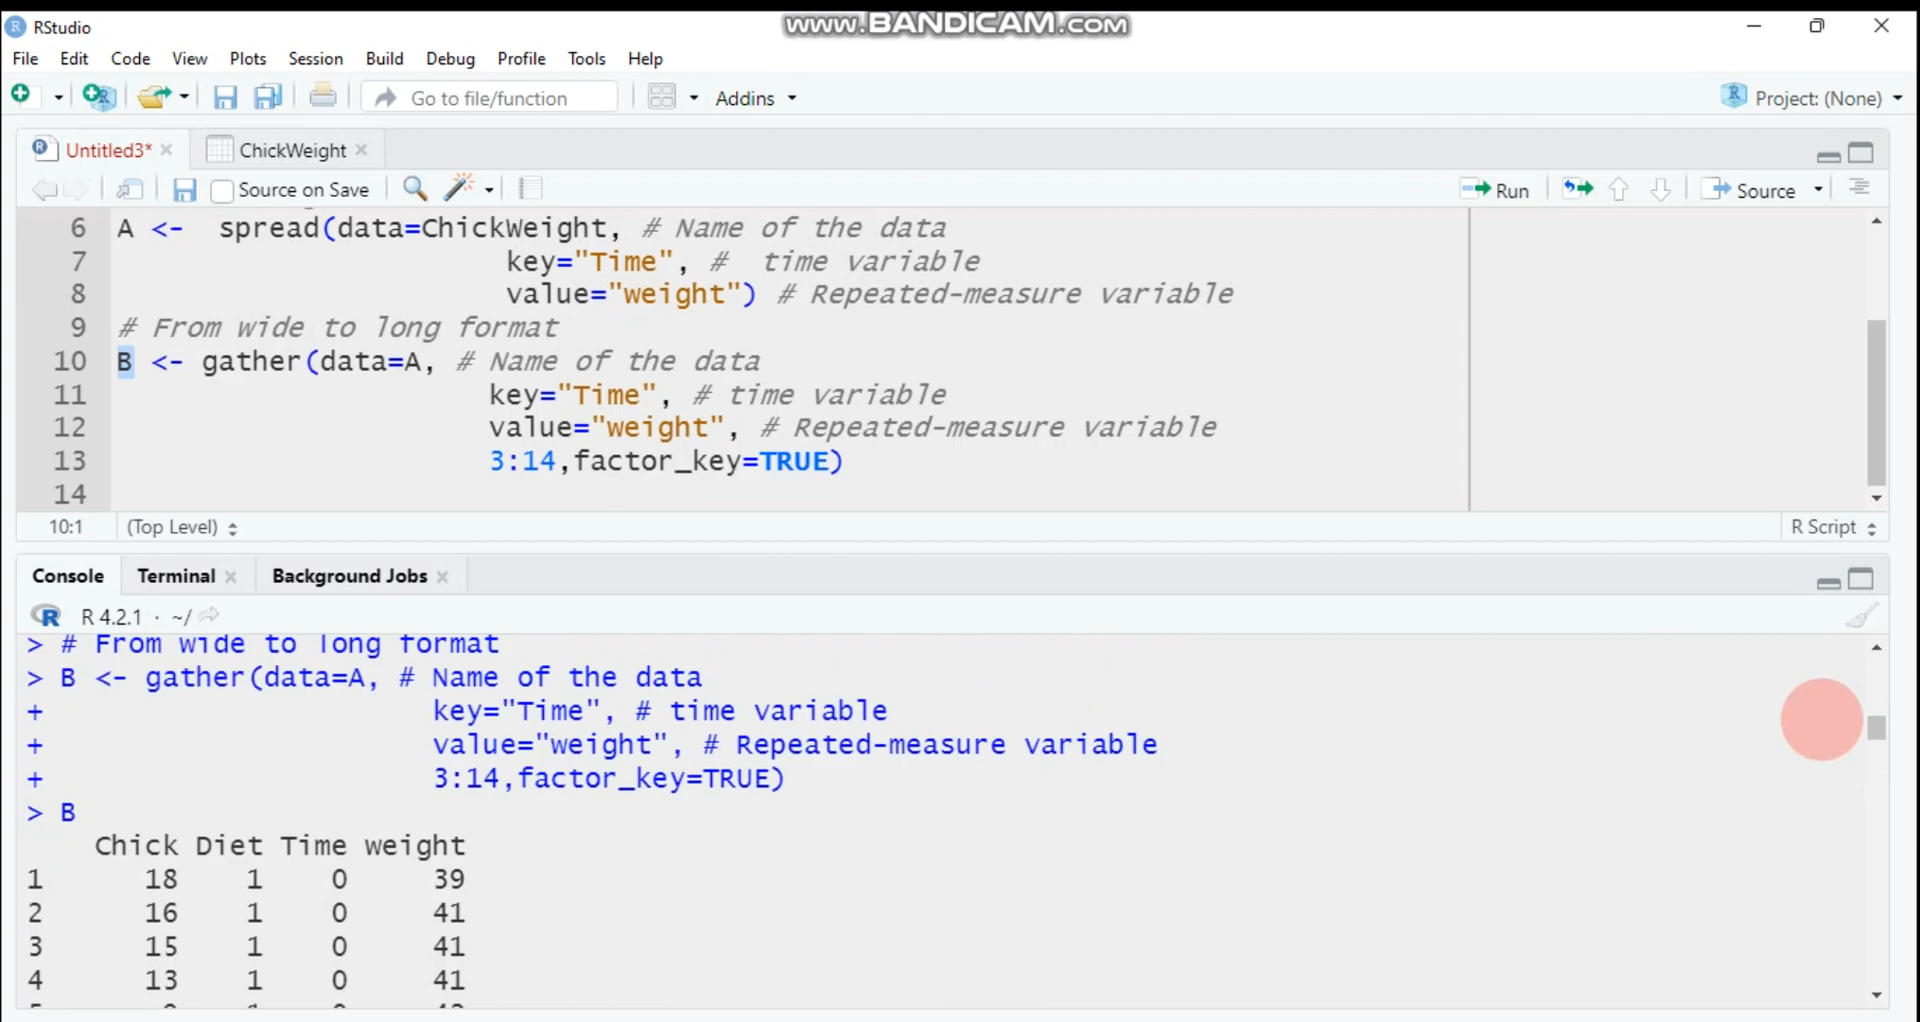 www.BANDICAM.com
RStudio
File Edit Code View Plots Session Build Debug Profile Tools Help
Go to file/function Addins Project: (None)
Untitled3* ChickWeight
Source on Save Run Source
6 A <-  spread(data=ChickWeight, # Name of the data
7 key="Time", #  time variable
8 value="weight") # Repeated-measure variable
9 # From wide to long format
10 B <- gather(data=A, # Name of the data
11 key="Time", # time variable
12 value="weight", # Repeated-measure variable
13 3:14,factor_key=TRUE)
14
10:1 (Top Level) R Script
Console Terminal Background Jobs
R 4.2.1 · ~/
> # From wide to long format
> B <- gather(data=A, # Name of the data
+ key="Time", # time variable
+ value="weight", # Repeated-measure variable
+ 3:14,factor_key=TRUE)
> B
Chick Diet Time weight
1 18 1 0 39
2 16 1 0 41
3 15 1 0 41
4 13 1 0 41